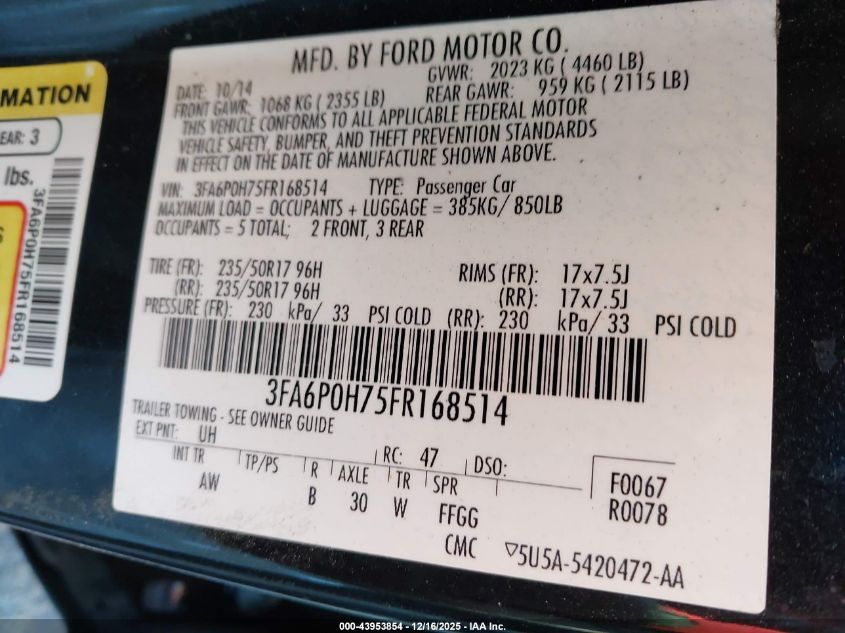 MFD. BY FORD MOTOR CO.
DATE: 10/14 GVWR: 2023 KG ( 4460 LB)
FRONT GAWR: 1068 KG ( 2355 LB) REAR GAWR: 959 KG ( 2115 LB)
THIS VEHICLE CONFORMS TO ALL APPLICABLE FEDERAL MOTOR
VEHICLE SAFETY, BUMPER, AND THEFT PREVENTION STANDARDS
IN EFFECT ON THE DATE OF MANUFACTURE SHOWN ABOVE.
VIN: 3FA6P0H75FR168514 TYPE: Passenger Car
MAXIMUM LOAD = OCCUPANTS + LUGGAGE = 385KG/ 850LB
OCCUPANTS = 5 TOTAL; 2 FRONT, 3 REAR
TIRE (FR): 235/50R17 96H RIMS (FR): 17x7.5J
(RR): 235/50R17 96H (RR): 17x7.5J
PRESSURE (FR): 230 kPa/ 33 PSI COLD (RR): 230 kPa/ 33 PSI COLD
3FA6P0H75FR168514
TRAILER TOWING - SEE OWNER GUIDE
EXT PNT: UH RC: 47 DSO:
INT TR TP/PS R AXLE TR SPR
AW B 30 W FFGG
F0067
R0078
CMC ▽5U5A-5420472-AA
MATION
EAR: 3
lbs.
3FA6P0H75FR168514
000-43953854 - 12/16/2025 - IAA Inc.